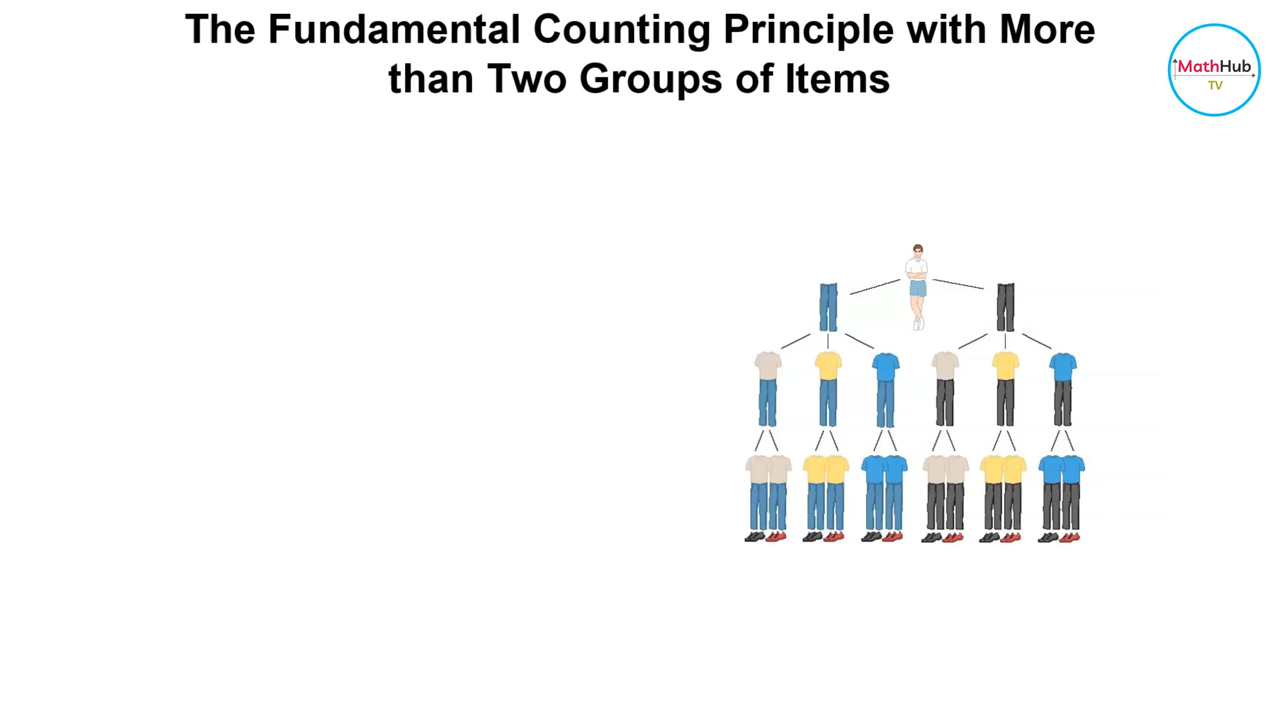 The Fundamental Counting Principle with More
than Two Groups of Items
MathHub
TV